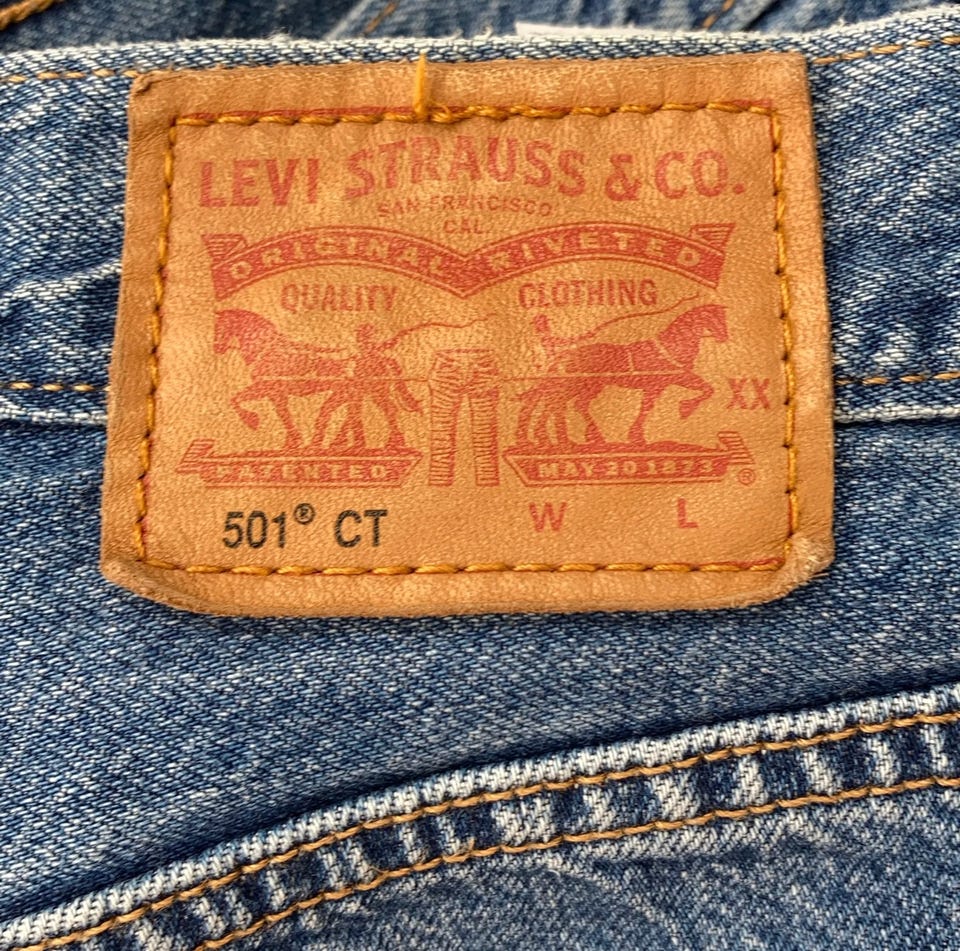 LEVI STRAUSS & CO.
SAN FRANCISCO
CAL.
ORIGINAL RIVETED
QUALITY CLOTHING
XX
PATENTED MAY 20 1873 ®
501® CT W L